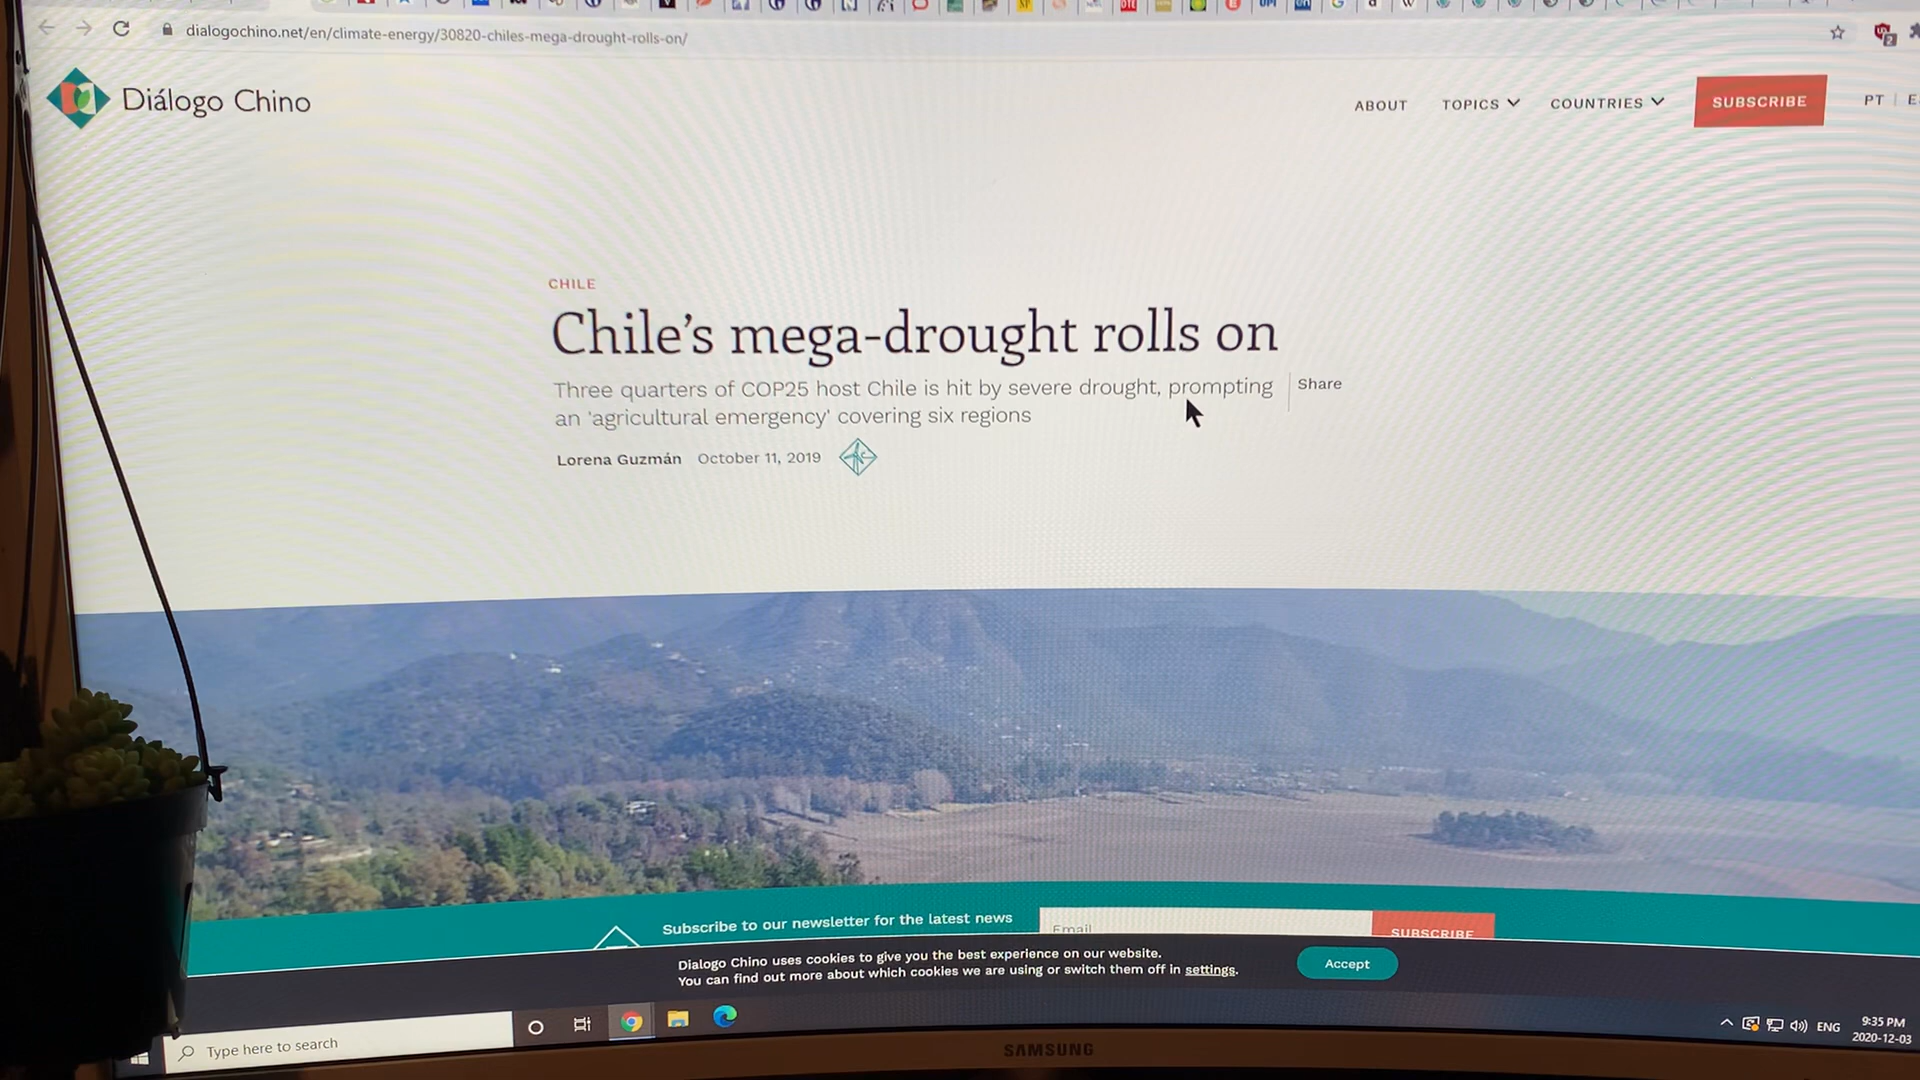 dialogochino.net/en/climate-energy/30820-chiles-mega-drought-rolls-on/
2
Diálogo Chino
ABOUT
TOPICS
COUNTRIES
SUBSCRIBE
PT
CHILE
Chile's mega-drought rolls on
Three quarters of COP25 host Chile is hit by severe drought, prompting
an 'agricultural emergency' covering six regions
Share
Lorena Guzmán October 11, 2019
Subscribe to our newsletter for the latest news
Email
SUBSCRIBE
Dialogo Chino uses cookies to give you the best experience on our website.
You can find out more about which cookies we are using or switch them off in settings.
Accept
Type here to search
ENG
9:35 PM
2020-12-03
SAMSUNG